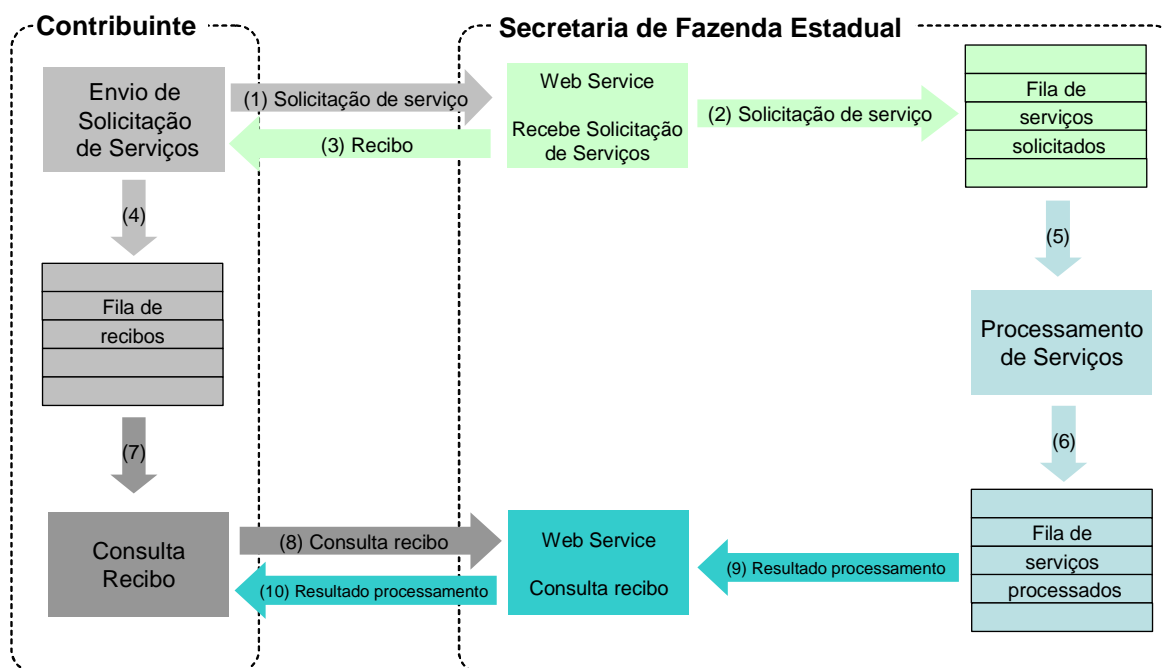 Contribuinte
Secretaria de Fazenda Estadual
Envio de
Solicitação
de Serviços
(1) Solicitação de serviço
(3) Recibo
Web Service
Recebe Solicitação
de Serviços
(2) Solicitação de serviço
Fila de
serviços
solicitados
(4)
(5)
Fila de
recibos
Processamento
de Serviços
(7)
(6)
Consulta
Recibo
(8) Consulta recibo
(10) Resultado processamento
Web Service
Consulta recibo
(9) Resultado processamento
Fila de
serviços
processados